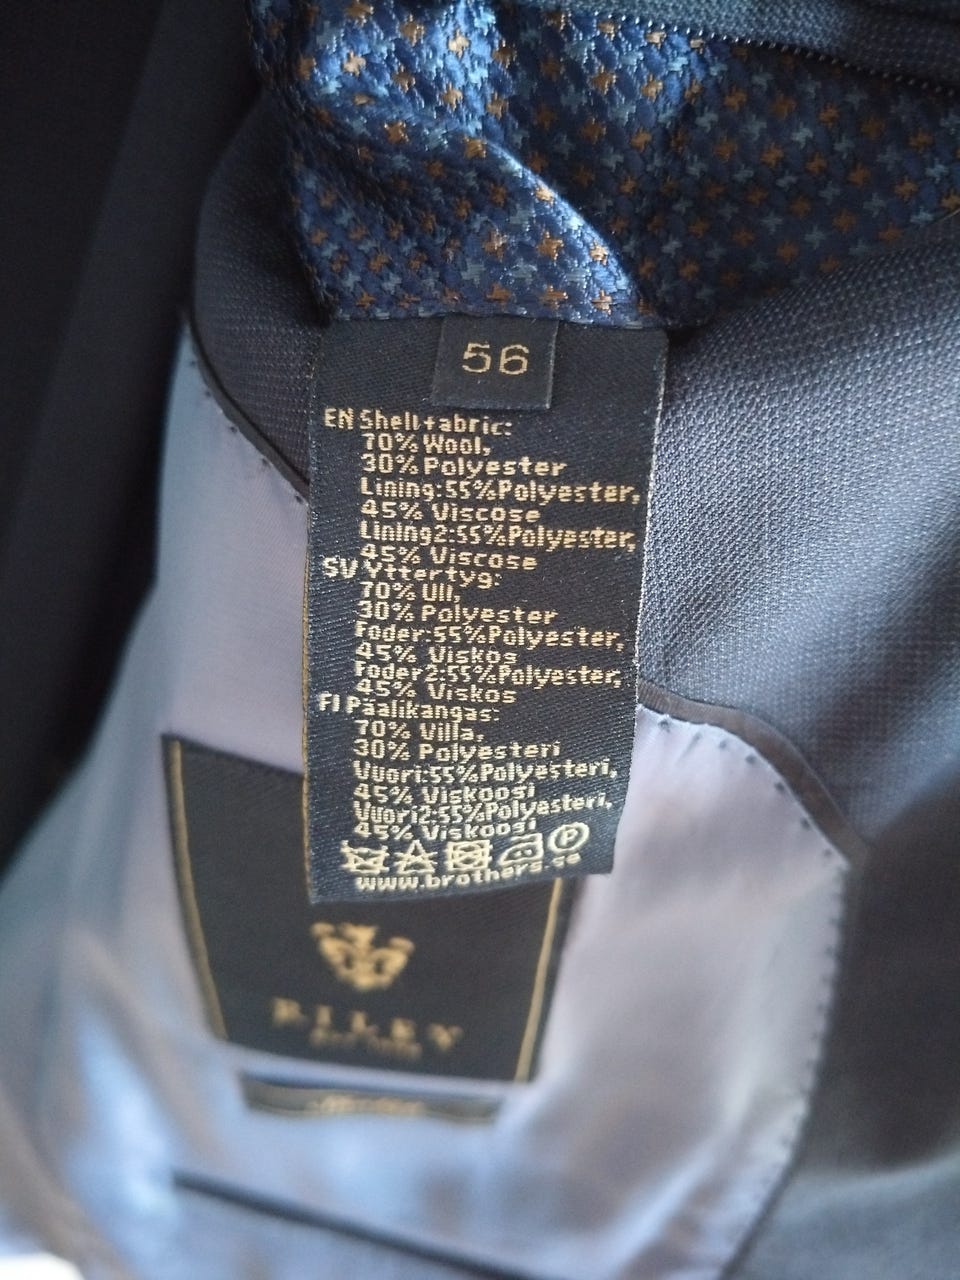 56
EN Shell fabric:
70% Wool,
30% Polyester
Lining:55%Polyester,
45% Viscose
Lining2:55%Polyester,
45% Viscose
SV Yttertyg:
70% Ull,
30% Polyester
Foder:55%Polyester,
45% Viskos
Foder2:55%Polyester,
45% Viskos
FI Päälikangas:
70% Villa,
30% Polyesteri
Vuori:55%Polyesteri,
45% Viskoosi
Vuori2:55%Polyesteri,
45% Viskoosi
P
www.brothers.se
RILEY